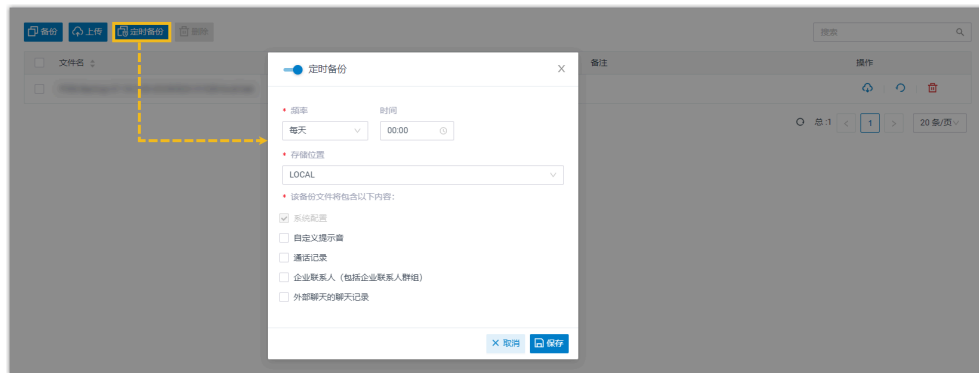 备份 上传 定时备份 删除 搜索
文件名 备注 操作
定时备份
* 频率 时间
每天 00:00
总:1 < 1 > 20 条/页
* 存储位置
LOCAL
* 该备份文件将包含以下内容：
系统配置
自定义提示音
通话记录
企业联系人（包括企业联系人群组）
外部聊天的聊天记录
取消 保存